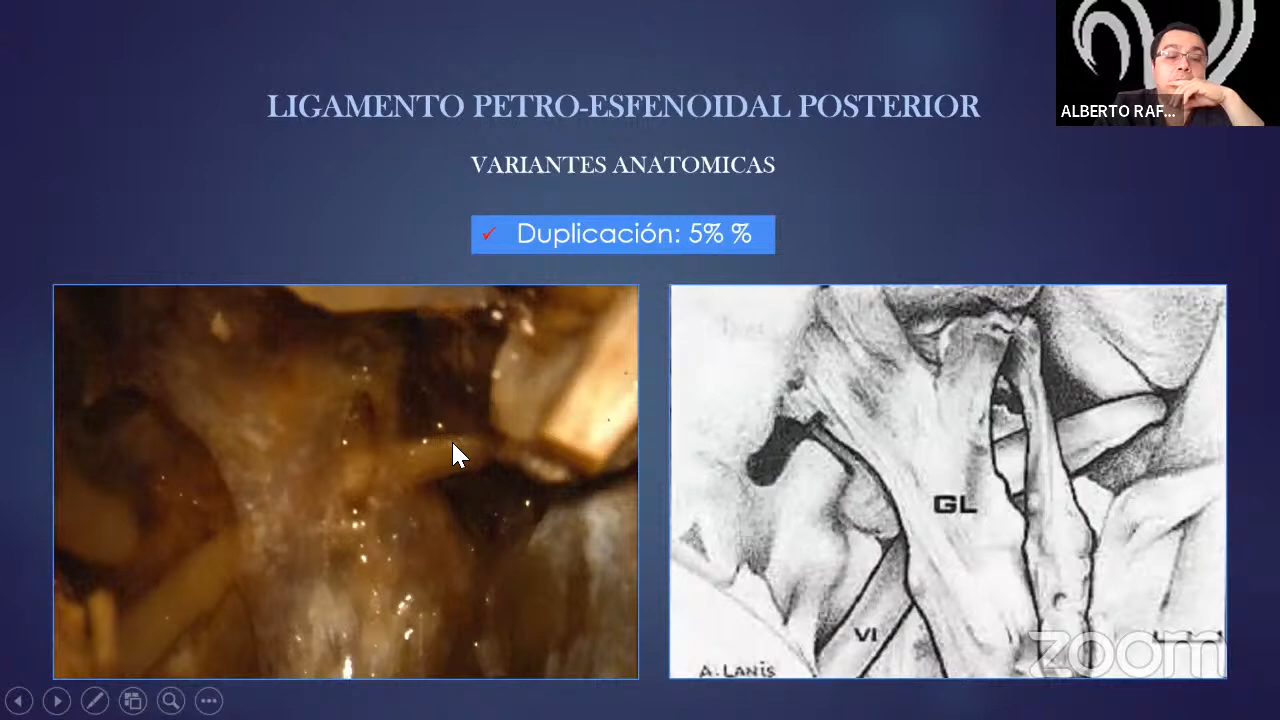 ALBERTO RAF...
LIGAMENTO PETRO-ESFENOIDAL POSTERIOR
VARIANTES ANATOMICAS
✓ Duplicación: 5% %
GL
VI
A. LANIS
zoom